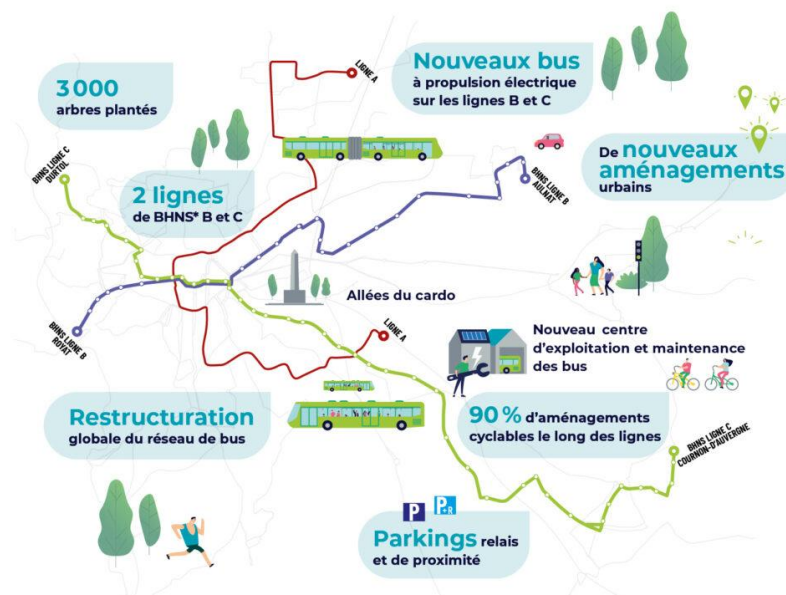 3 000
arbres plantés
LIGNE A
Nouveaux bus
à propulsion électrique
sur les lignes B et C
BHNS LIGNE C
DURTOL
2 lignes
de BHNS* B et C
BHNS LIGNE B
AULNAT
De nouveaux
aménagements
urbains
Allées du cardo
BHNS LIGNE B
ROYAT
LIGNE A
Nouveau centre
d'exploitation et maintenance
des bus
Restructuration
globale du réseau de bus
90 % d'aménagements
cyclables le long des lignes
BHNS LIGNE C
COURNON-D'AUVERGNE
P
P+R
Parkings relais
et de proximité